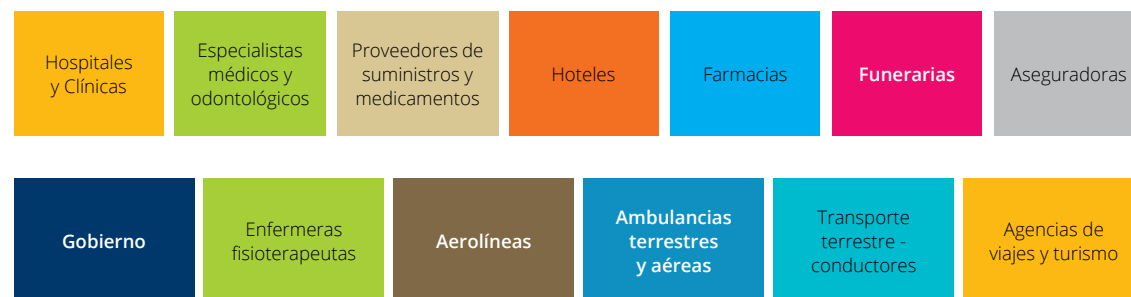 Hospitales
y Clínicas
Especialistas
médicos y
odontológicos
Proveedores de
suministros y
medicamentos
Hoteles
Farmacias
Funerarias
Aseguradoras
Gobierno
Enfermeras
fisioterapeutas
Aerolíneas
Ambulancias
terrestres
y aéreas
Transporte
terrestre -
conductores
Agencias de
viajes y turismo